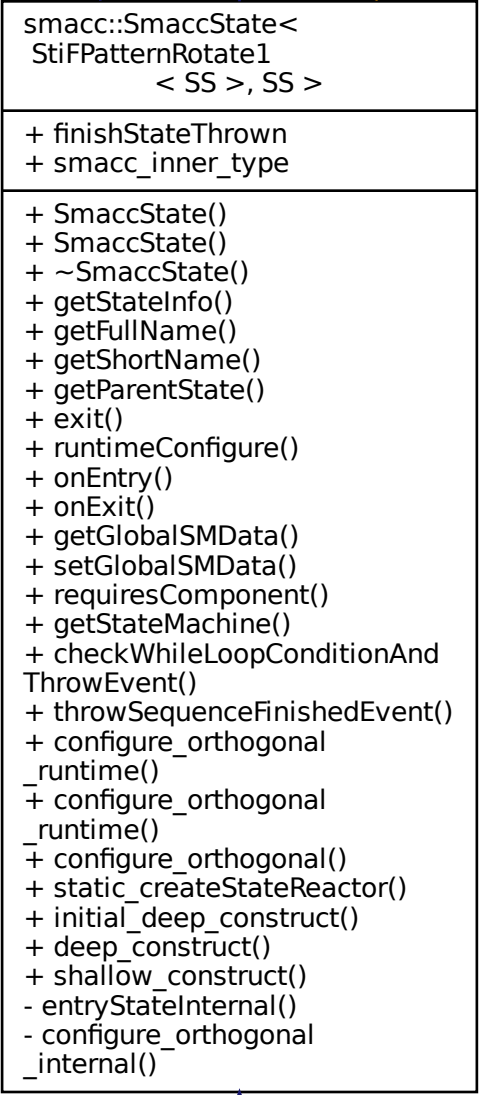 smacc::SmaccState<
StiFPatternRotate1
< SS >, SS >
+ finishStateThrown
+ smacc_inner_type
+ SmaccState()
+ SmaccState()
+ ~SmaccState()
+ getStateInfo()
+ getFullName()
+ getShortName()
+ getParentState()
+ exit()
+ runtimeConfigure()
+ onEntry()
+ onExit()
+ getGlobalSMData()
+ setGlobalSMData()
+ requiresComponent()
+ getStateMachine()
+ checkWhileLoopConditionAnd
ThrowEvent()
+ throwSequenceFinishedEvent()
+ configure_orthogonal
_runtime()
+ configure_orthogonal
_runtime()
+ configure_orthogonal()
+ static_createStateReactor()
+ initial_deep_construct()
+ deep_construct()
+ shallow_construct()
- entryStateInternal()
- configure_orthogonal
_internal()